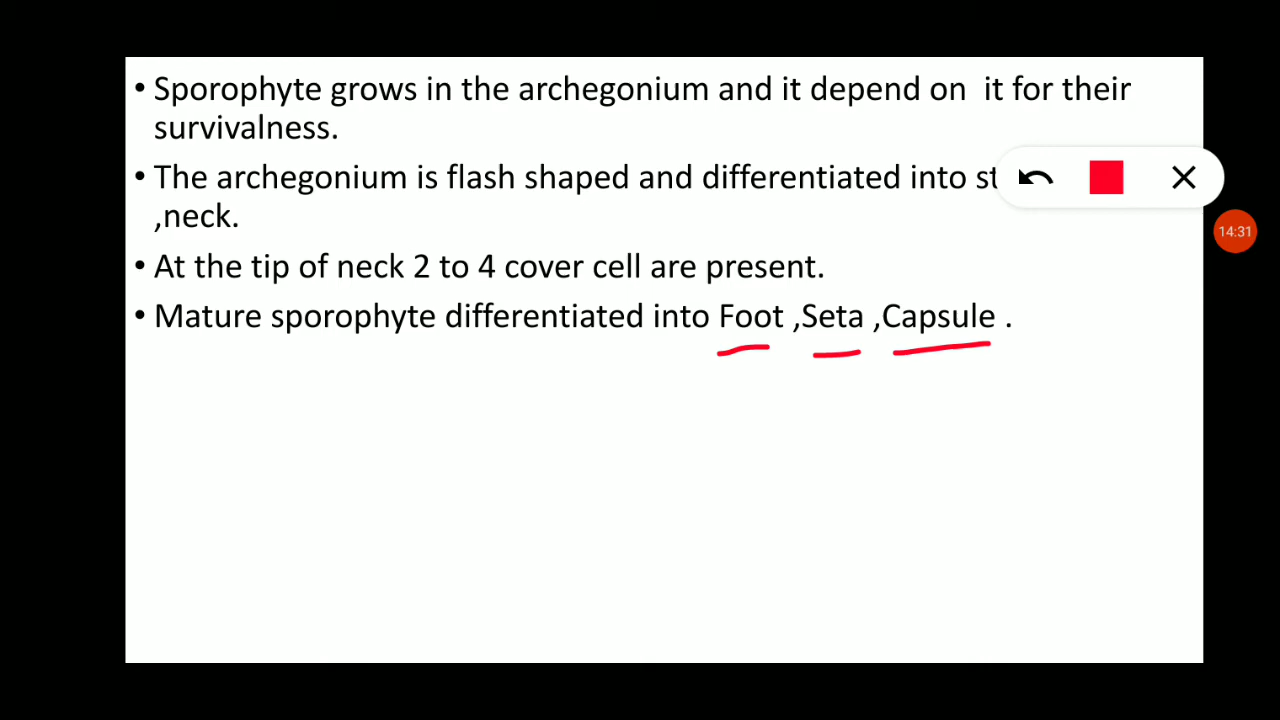 • Sporophyte grows in the archegonium and it depend on it for their
survivalness.
• The archegonium is flash shaped and differentiated into
,neck.
• At the tip of neck 2 to 4 cover cell are present.
• Mature sporophyte differentiated into Foot ,Seta ,Capsule .
14:31